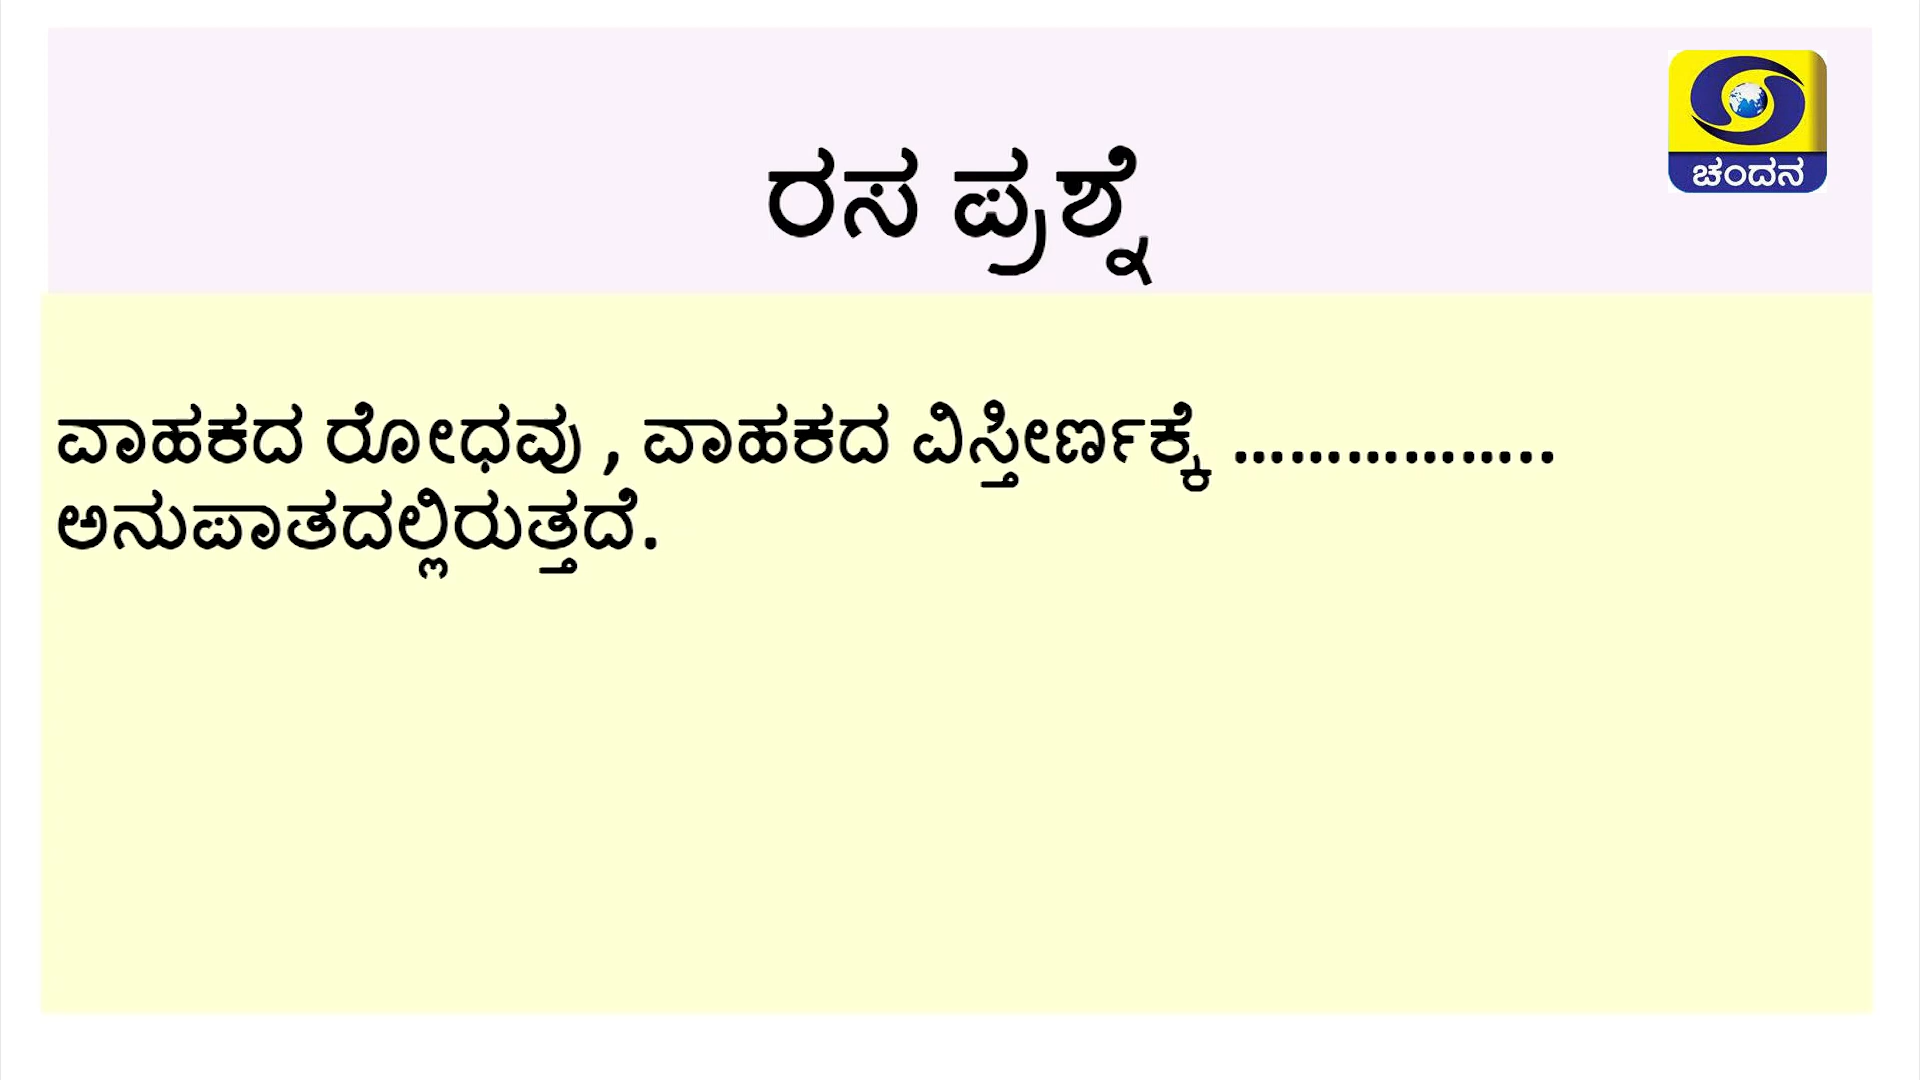 ಚಂದನ
ರಸ ಪ್ರಶ್ನೆ
ವಾಹಕದ ರೋಧವು , ವಾಹಕದ ವಿಸ್ತೀರ್ಣಕ್ಕೆ ……………..
ಅನುಪಾತದಲ್ಲಿರುತ್ತದೆ.